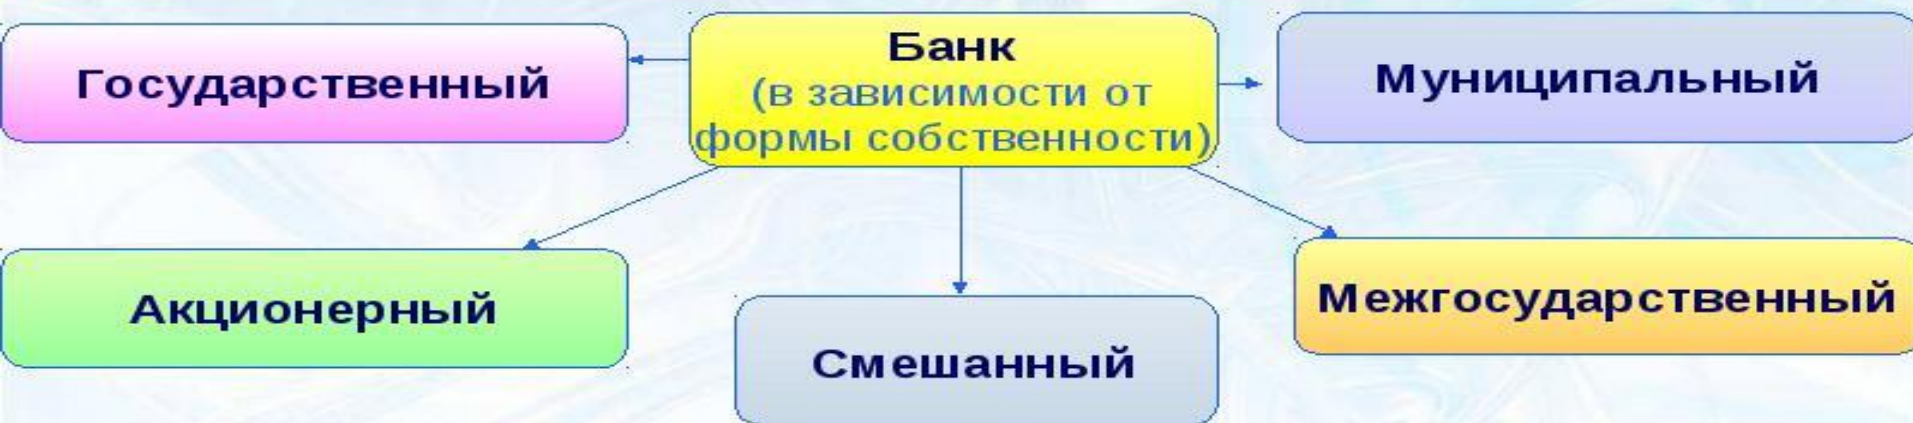 Государственный
Банк
(в зависимости от
формы собственности)
Муниципальный
Акционерный
Смешанный
Межгосударственный